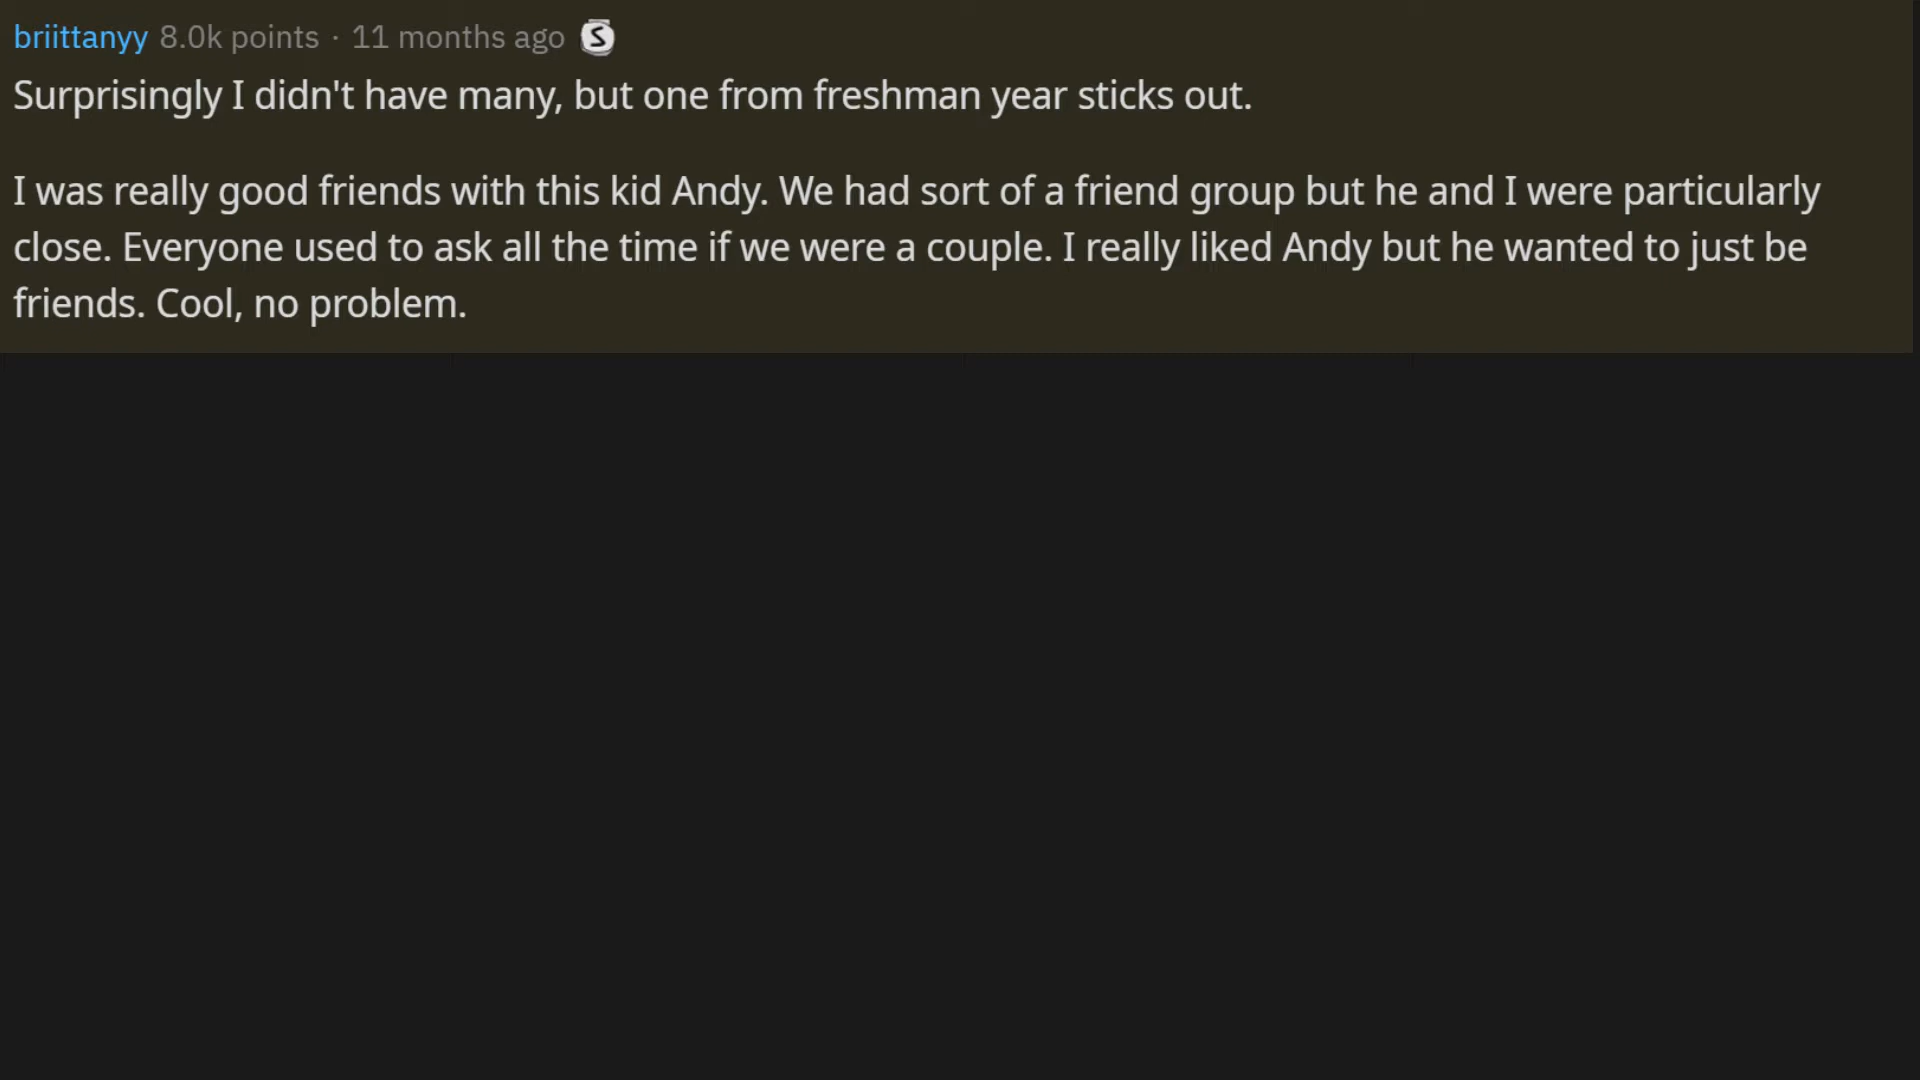 briittanyy 8.0k points · 11 months ago S
Surprisingly I didn't have many, but one from freshman year sticks out.
I was really good friends with this kid Andy. We had sort of a friend group but he and I were particularly
close. Everyone used to ask all the time if we were a couple. I really liked Andy but he wanted to just be
friends. Cool, no problem.